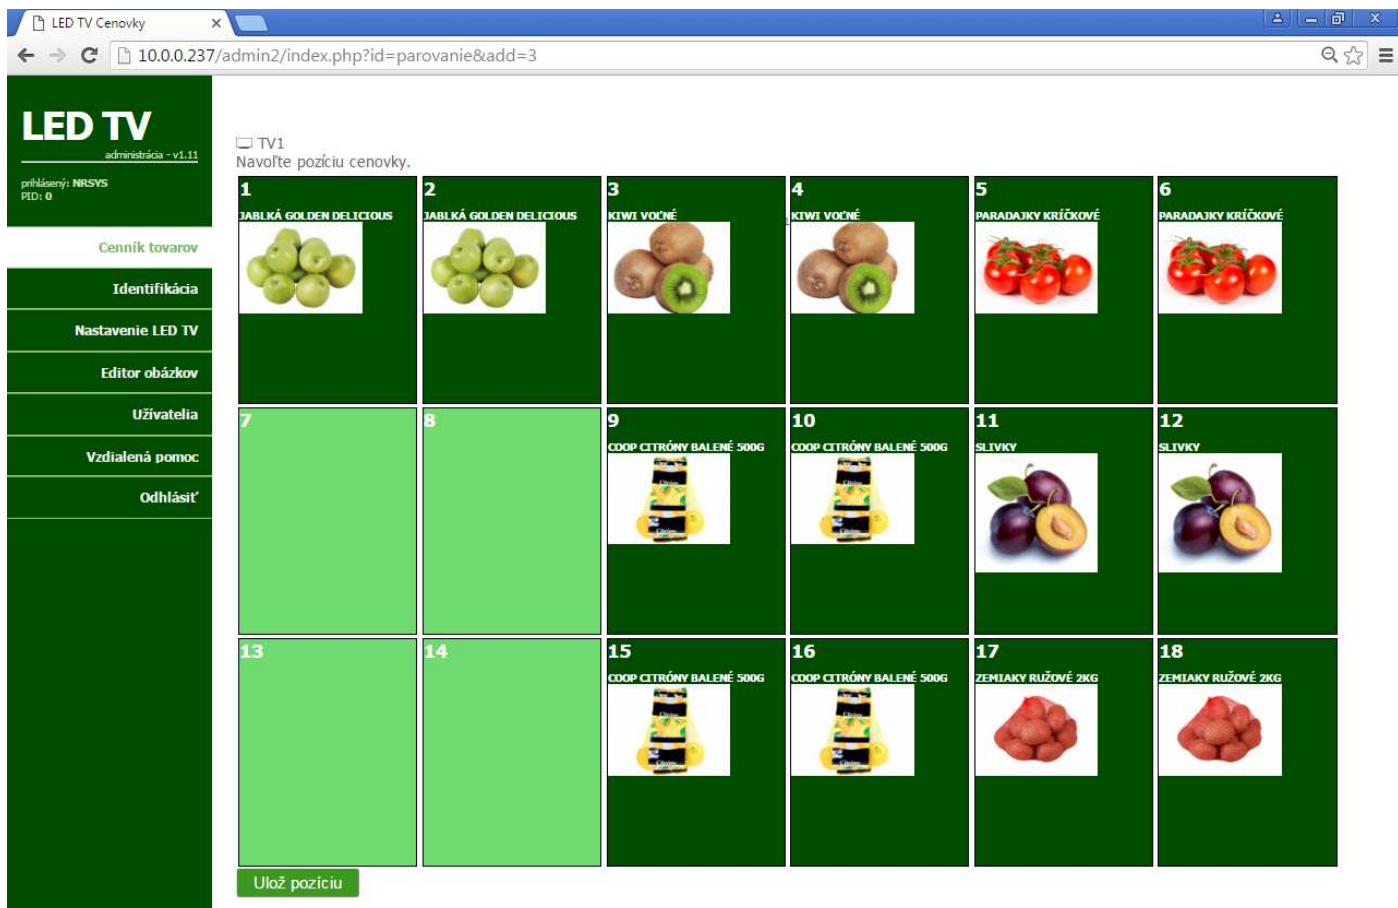 LED TV Cenovky
10.0.0.237/admin2/index.php?id=parovanie&add=3
LED TV
administrácia - v1.11
prihlásený: NRSYS
PID: 0
Cenník tovarov
Identifikácia
Nastavenie LED TV
Editor obázkov
Užívatelia
Vzdialená pomoc
Odhlásiť
TV1
Navoľte pozíciu cenovky.
1
JABLKÁ GOLDEN DELICIOUS
2
JABLKÁ GOLDEN DELICIOUS
3
KIWI VOĽNÉ
4
KIWI VOĽNÉ
5
PARADAJKY KRÍČKOVÉ
6
PARADAJKY KRÍČKOVÉ
7
8
9
COOP CITRÓNY BALENÉ 500G
10
COOP CITRÓNY BALENÉ 500G
11
SLIVKY
12
SLIVKY
13
14
15
COOP CITRÓNY BALENÉ 500G
16
COOP CITRÓNY BALENÉ 500G
17
ZEMIAKY RUŽOVÉ 2KG
18
ZEMIAKY RUŽOVÉ 2KG
Ulož pozíciu